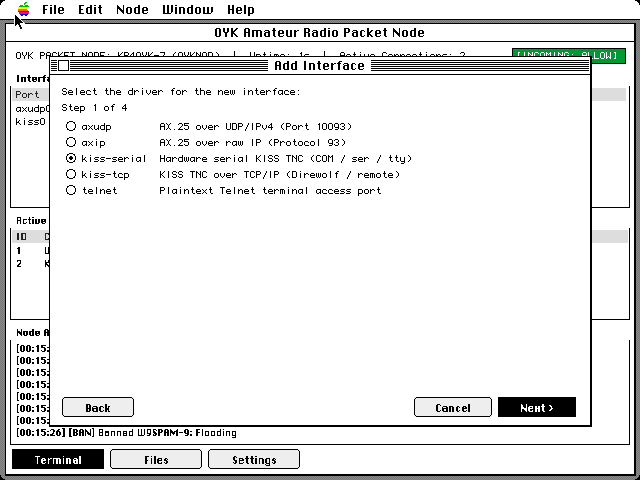 File Edit Node Window Help
OYK Amateur Radio Packet Node
OYK PACKET NODE: KR4OYK-7 (OYKNOD) | Uptime: 1s | Active Connections: 2 [INCOMING: ALLOW]
Add Interface
Select the driver for the new interface:
Step 1 of 4
axudp AX.25 over UDP/IPv4 (Port 10093)
axip AX.25 over raw IP (Protocol 93)
kiss-serial Hardware serial KISS TNC (COM / ser / tty)
kiss-tcp KISS TNC over TCP/IP (Direwolf / remote)
telnet Plaintext Telnet terminal access port
Interfa
Port
axudp0
kiss0
Active
ID C
1
2 K
Node A
[00:15:
[00:15:
[00:15:
[00:15:
[00:15:
[00:15:
[00:15:
Back Cancel Next >
[00:15:26] [BAN] Banned W9SPAM-9: Flooding
Terminal Files Settings